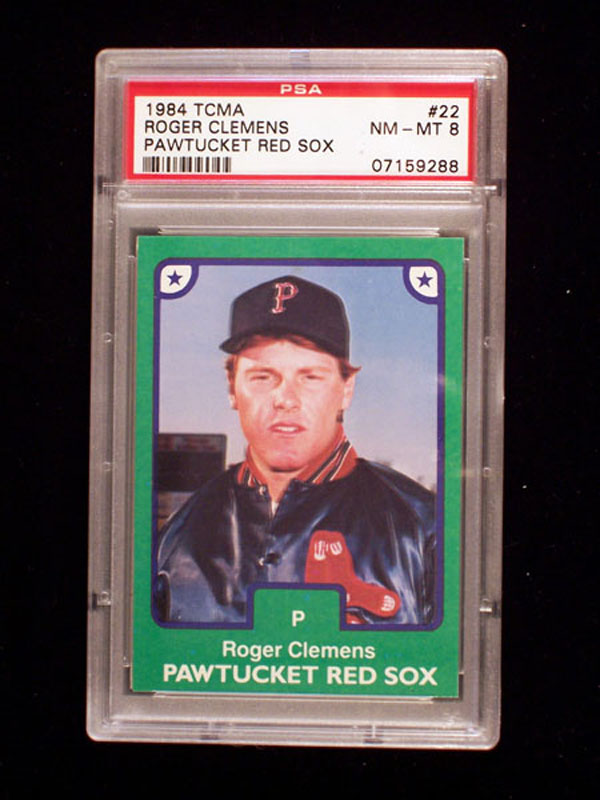 PSA
1984 TCMA #22
ROGER CLEMENS NM - MT 8
PAWTUCKET RED SOX
07159288
P
P
Roger Clemens
PAWTUCKET RED SOX